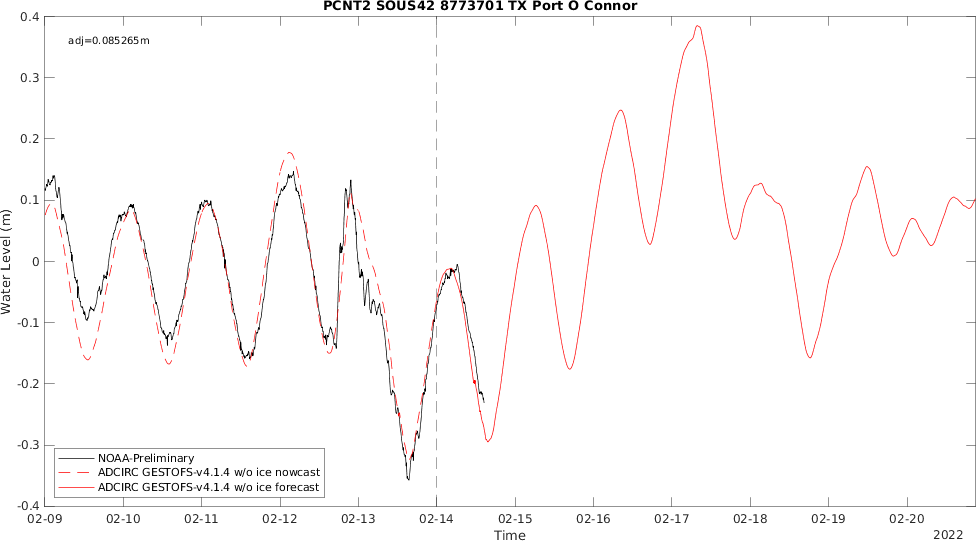 PCNT2 SOUS42 8773701 TX Port O Connor
adj=0.085265m
0.4
0.3
0.2
0.1
0
-0.1
-0.2
-0.3
-0.4
Water Level (m)
NOAA-Preliminary
ADCIRC GESTOFS-v4.1.4 w/o ice nowcast
ADCIRC GESTOFS-v4.1.4 w/o ice forecast
02-09 02-10 02-11 02-12 02-13 02-14 02-15 02-16 02-17 02-18 02-19 02-20
Time
2022